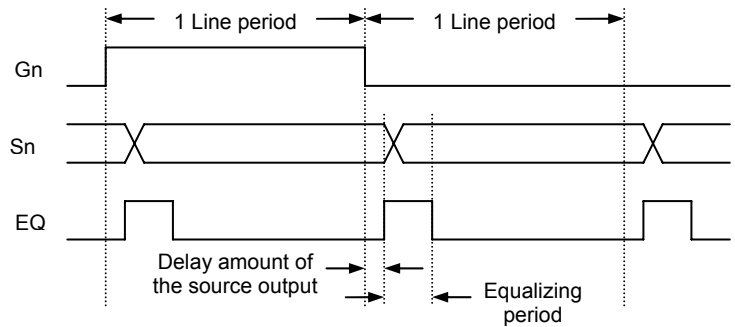 1 Line period
1 Line period
Gn
Sn
EQ
Delay amount of
the source output
Equalizing
period